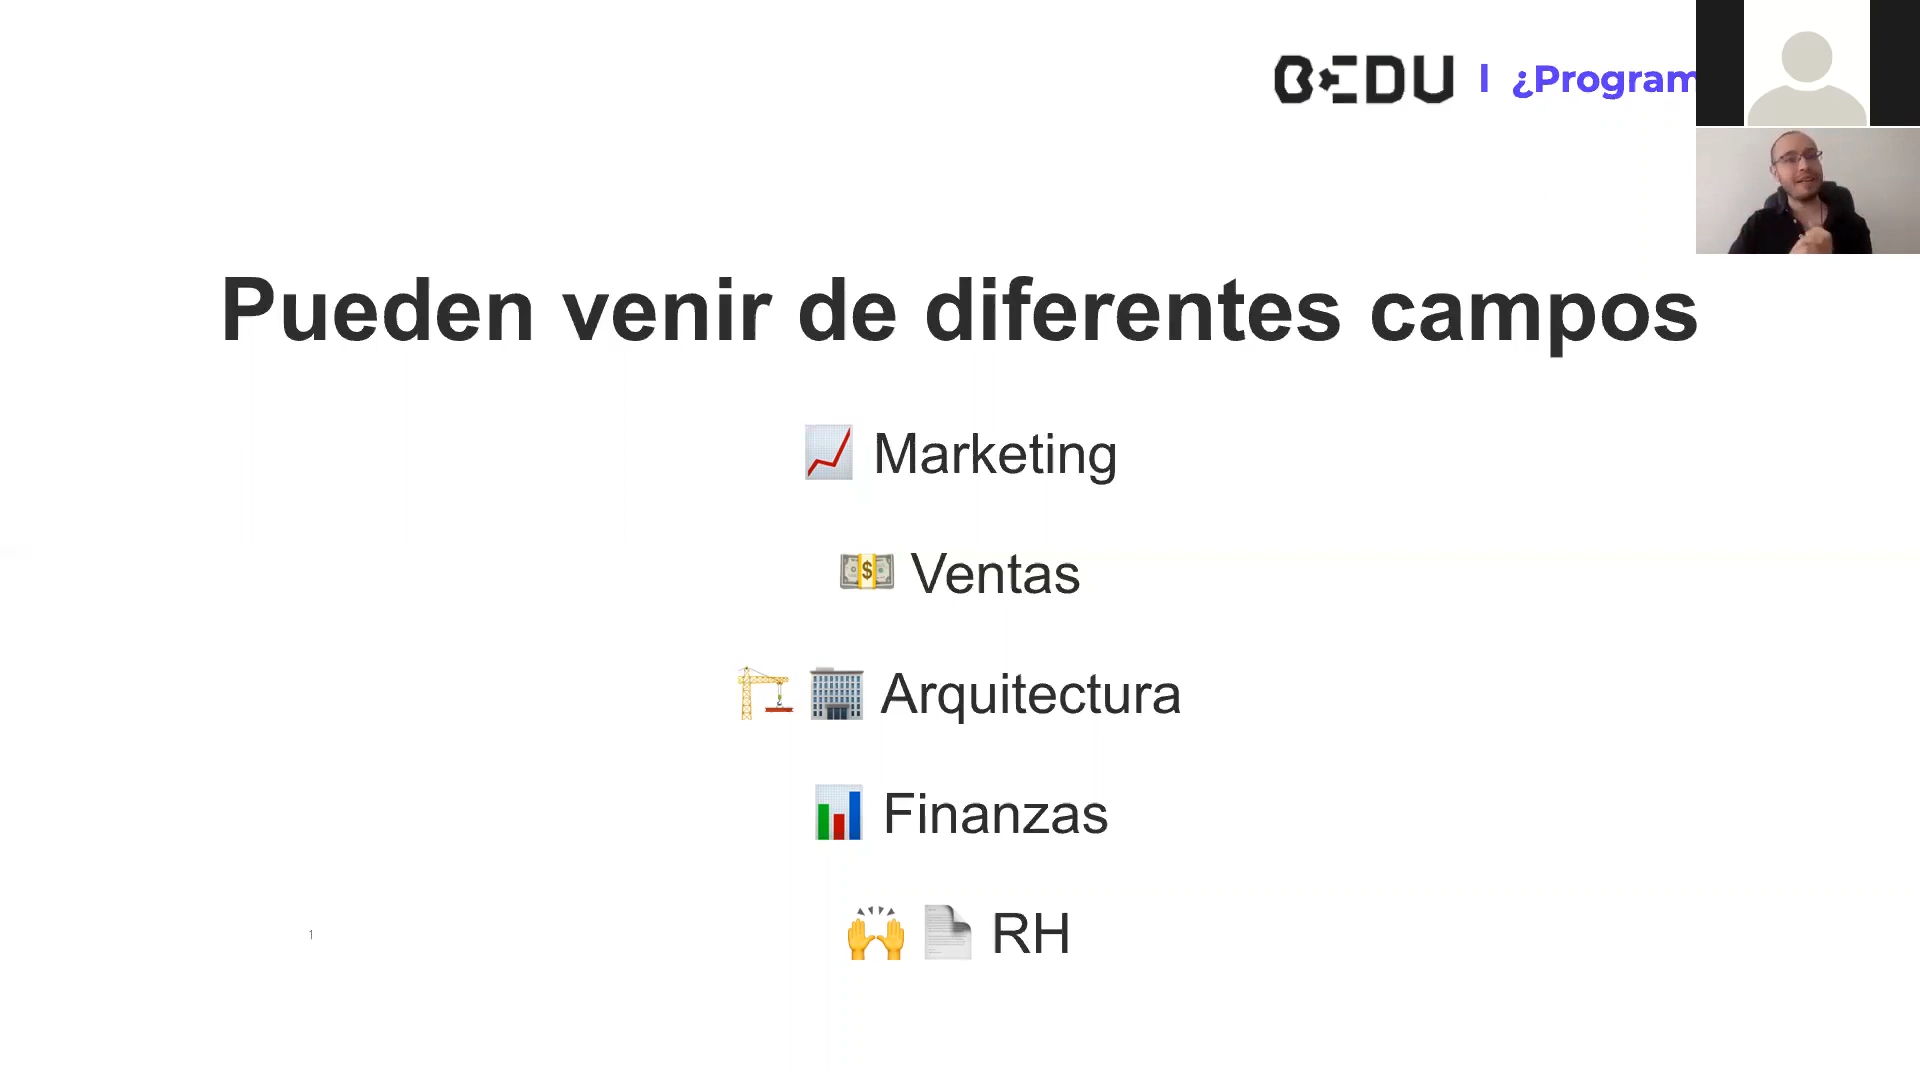 BEDU | ¿Program
Pueden venir de diferentes campos
Marketing
Ventas
Arquitectura
Finanzas
RH
1